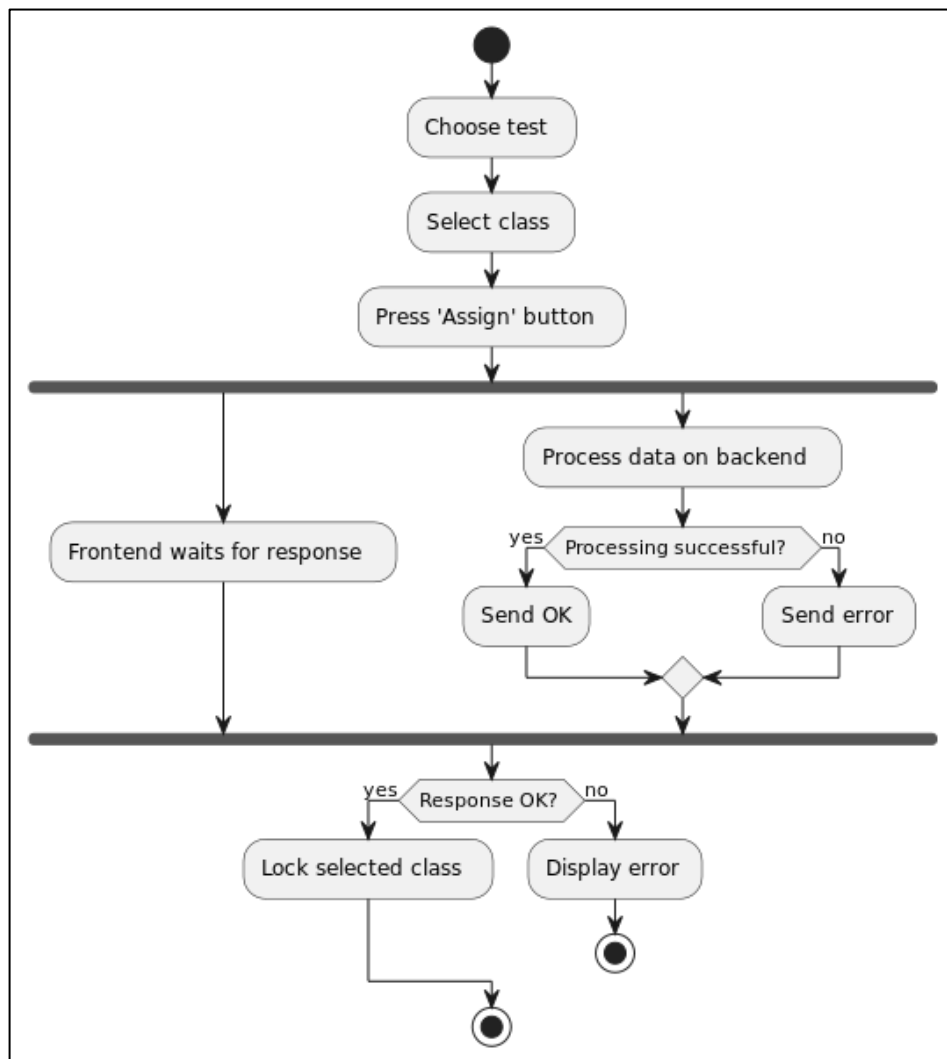 Choose test
Select class
Press 'Assign' button
Process data on backend
Frontend waits for response
yes
Processing successful?
no
Send OK
Send error
yes
Response OK?
no
Lock selected class
Display error